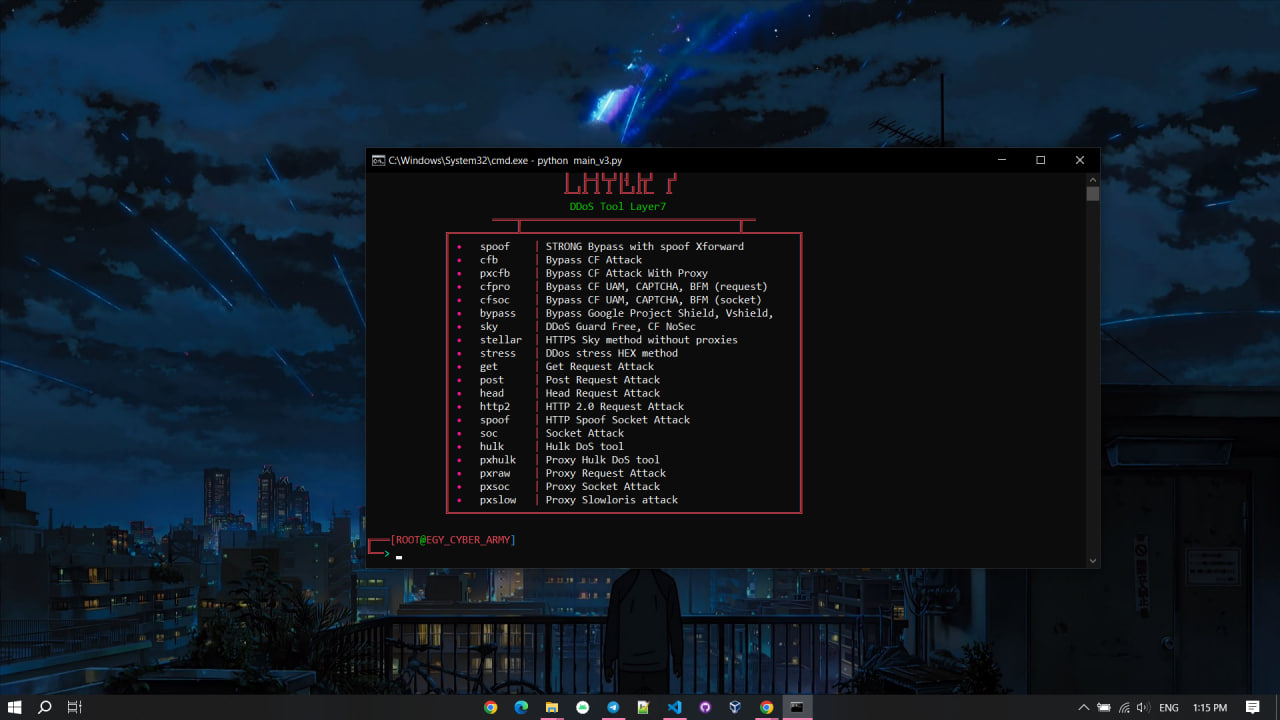 C:\Windows\System32\cmd.exe - python  main_v3.py
LAYER 7
DDoS Tool Layer7
• spoof | STRONG Bypass with spoof Xforward
• cfb | Bypass CF Attack
• pxcfb | Bypass CF Attack With Proxy
• cfpro | Bypass CF UAM, CAPTCHA, BFM (request)
• cfsoc | Bypass CF UAM, CAPTCHA, BFM (socket)
• bypass | Bypass Google Project Shield, Vshield,
• sky | DDoS Guard Free, CF NoSec
• stellar | HTTPS Sky method without proxies
• stress | DDos stress HEX method
• get | Get Request Attack
• post | Post Request Attack
• head | Head Request Attack
• http2 | HTTP 2.0 Request Attack
• spoof | HTTP Spoof Socket Attack
• soc | Socket Attack
• hulk | Hulk DoS tool
• pxhulk | Proxy Hulk DoS tool
• pxraw | Proxy Request Attack
• pxsoc | Proxy Socket Attack
• pxslow | Proxy Slowloris attack
[ROOT@EGY_CYBER_ARMY]
>
ENG 1:15 PM